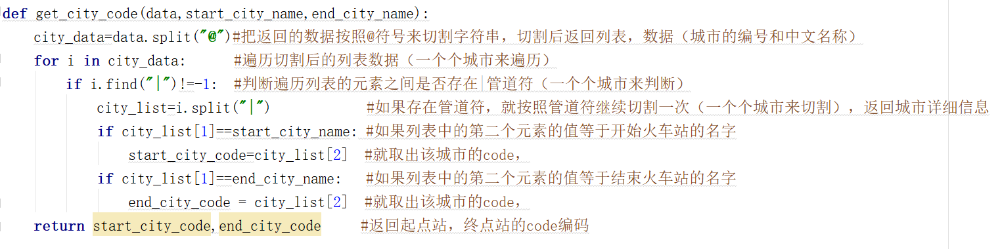 def get_city_code(data,start_city_name,end_city_name):
city_data=data.split("@")#把返回的数据按照@符号来切割字符串，切割后返回列表，数据（城市的编号和中文名称）
for i in city_data: #遍历切割后的列表数据（一个个城市来遍历）
if i.find("|")!=-1: #判断遍历列表的元素之间是否存在|管道符（一个个城市来判断）
city_list=i.split("|") #如果存在管道符，就按照管道符继续切割一次（一个个城市来切割），返回城市详细信息
if city_list[1]==start_city_name: #如果列表中的第二个元素的值等于开始火车站的名字
start_city_code=city_list[2] #就取出该城市的code，
if city_list[1]==end_city_name: #如果列表中的第二个元素的值等于结束火车站的名字
end_city_code = city_list[2] #就取出该城市的code，
return start_city_code,end_city_code #返回起点站，终点站的code编码